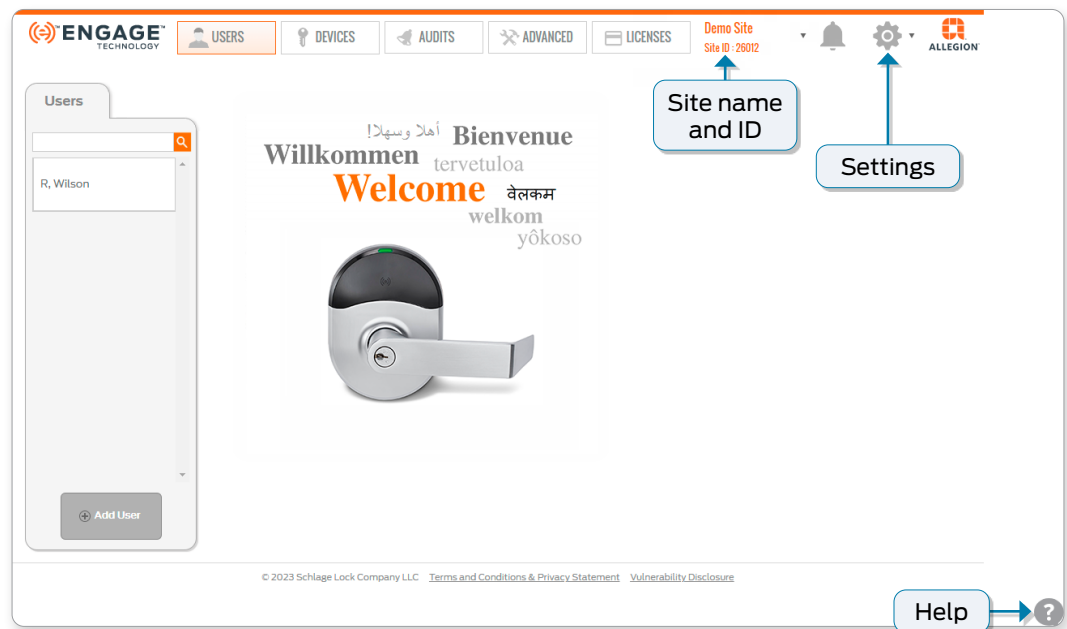 ENGAGE™
TECHNOLOGY
USERS
DEVICES
AUDITS
ADVANCED
LICENSES
Demo Site
Site ID : 26012
ALLEGION
Site name
and ID
Settings
Users
R, Wilson
أهلا وسهلا!
Bienvenue
Willkommen
tervetuloa
Welcome
वेलकम
welkom
yôkoso
Add User
© 2023 Schlage Lock Company LLC Terms and Conditions & Privacy Statement Vulnerability Disclosure
Help
?